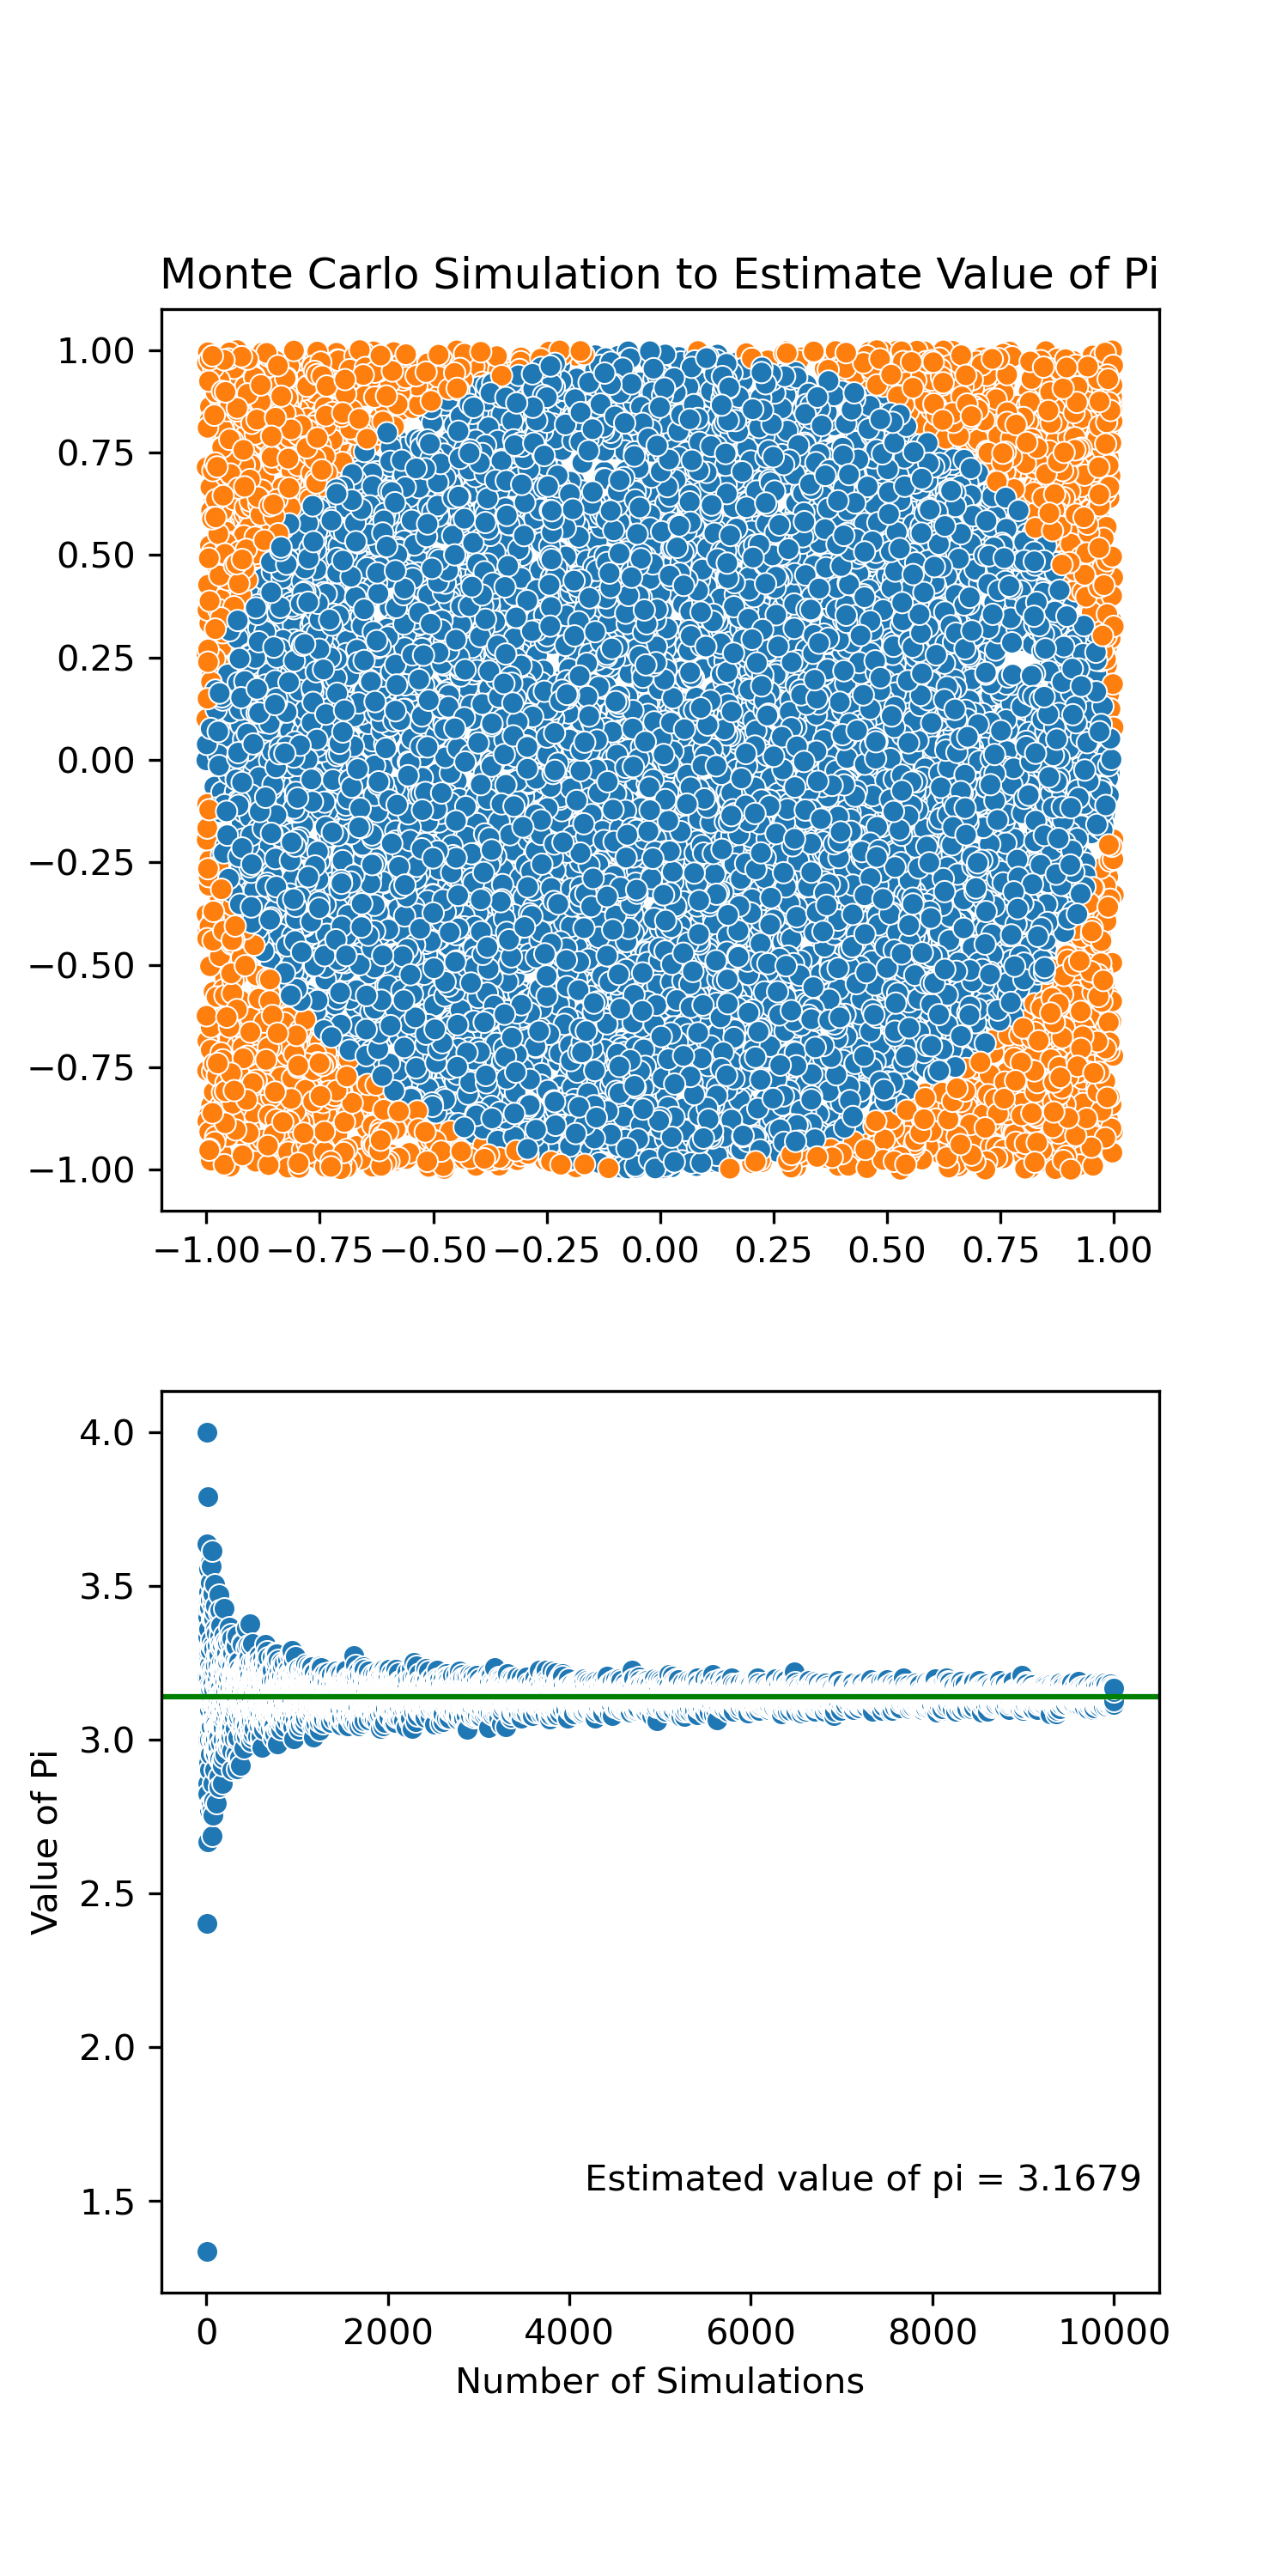 Monte Carlo Simulation to Estimate Value of Pi
1.00
0.75
0.50
0.25
0.00
−0.25
−0.50
−0.75
−1.00
−1.00 −0.75 −0.50 −0.25 0.00 0.25 0.50 0.75 1.00
4.0
3.5
3.0
2.5
2.0
1.5
Value of Pi
Estimated value of pi = 3.1679
0 2000 4000 6000 8000 10000
Number of Simulations